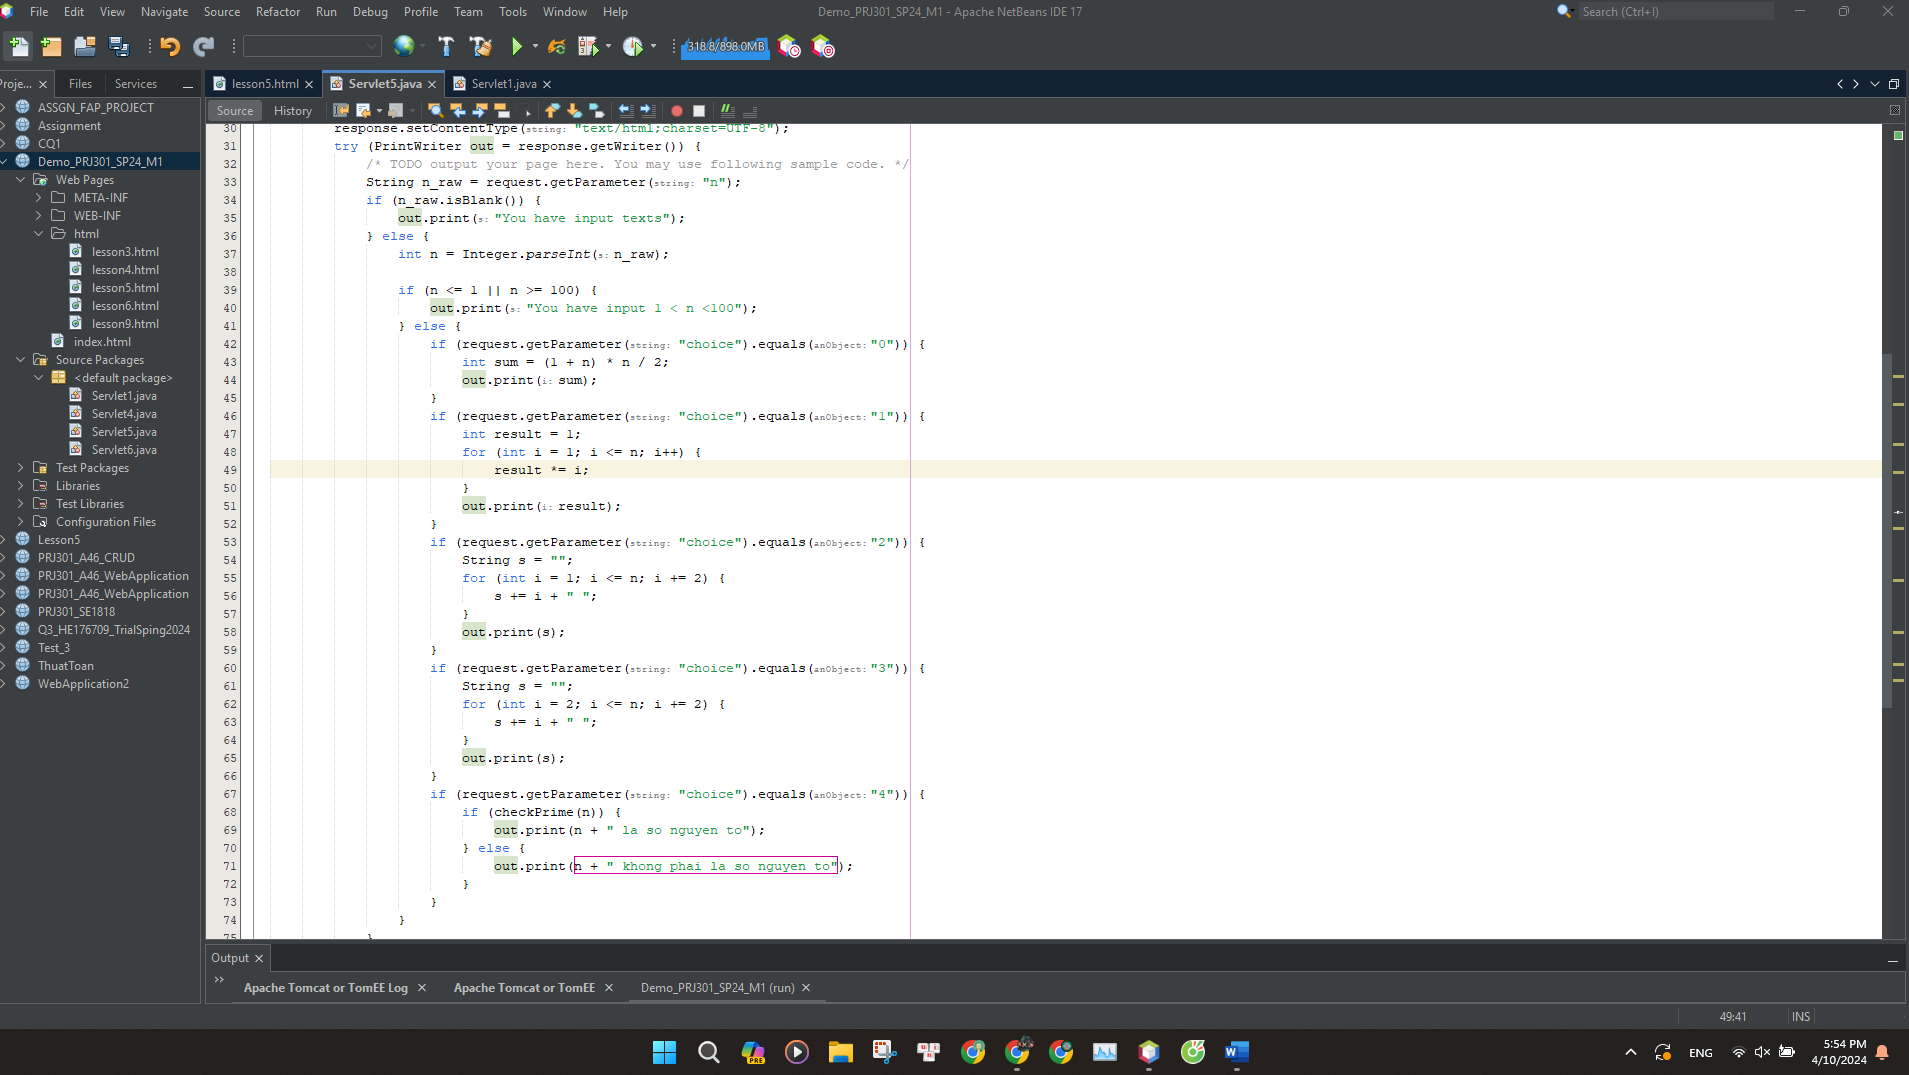 File Edit View Navigate Source Refactor Run Debug Profile Team Tools Window Help
Demo_PRJ301_SP24_M1 - Apache NetBeans IDE 17
Search (Ctrl+I)
318.8/898.0MB
Proje...
Files
Services
ASSGN_FAP_PROJECT
Assignment
CQ1
Demo_PRJ301_SP24_M1
Web Pages
META-INF
WEB-INF
html
lesson3.html
lesson4.html
lesson5.html
lesson6.html
lesson9.html
index.html
Source Packages
<default package>
Servlet1.java
Servlet4.java
Servlet5.java
Servlet6.java
Test Packages
Libraries
Test Libraries
Configuration Files
Lesson5
PRJ301_A46_CRUD
PRJ301_A46_WebApplication
PRJ301_A46_WebApplication
PRJ301_SE1818
Q3_HE176709_TrialSping2024
Test_3
ThuatToan
WebApplication2
lesson5.html
Servlet5.java
Servlet1.java
Source
History
30 response.setContentType(string: "text/html;charset=UTF-8");
31 try (PrintWriter out = response.getWriter()) {
32 /* TODO output your page here. You may use following sample code. */
33 String n_raw = request.getParameter(string: "n");
34 if (n_raw.isBlank()) {
35 out.print(s: "You have input texts");
36 } else {
37 int n = Integer.parseInt(s: n_raw);
38
39 if (n <= 1 || n >= 100) {
40 out.print(s: "You have input 1 < n <100");
41 } else {
42 if (request.getParameter(string: "choice").equals(anObject: "0")) {
43 int sum = (1 + n) * n / 2;
44 out.print(i: sum);
45 }
46 if (request.getParameter(string: "choice").equals(anObject: "1")) {
47 int result = 1;
48 for (int i = 1; i <= n; i++) {
49 result *= i;
50 }
51 out.print(i: result);
52 }
53 if (request.getParameter(string: "choice").equals(anObject: "2")) {
54 String s = "";
55 for (int i = 1; i <= n; i += 2) {
56 s += i + " ";
57 }
58 out.print(s);
59 }
60 if (request.getParameter(string: "choice").equals(anObject: "3")) {
61 String s = "";
62 for (int i = 2; i <= n; i += 2) {
63 s += i + " ";
64 }
65 out.print(s);
66 }
67 if (request.getParameter(string: "choice").equals(anObject: "4")) {
68 if (checkPrime(n)) {
69 out.print(n + " la so nguyen to");
70 } else {
71 out.print(n + " khong phai la so nguyen to");
72 }
73 }
74 }
75 }
Output
Apache Tomcat or TomEE Log
Apache Tomcat or TomEE
Demo_PRJ301_SP24_M1 (run)
49:41
INS
ENG
5:54 PM
4/10/2024